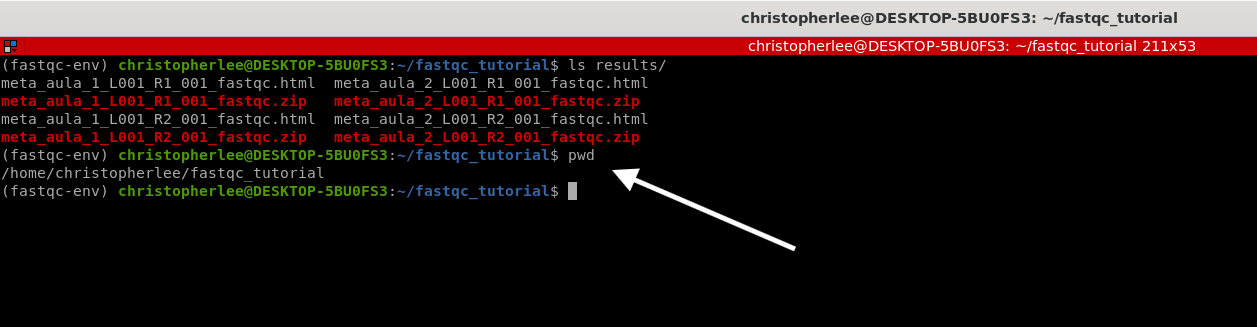 christopherlee@DESKTOP-5BU0FS3: ~/fastqc_tutorial
christopherlee@DESKTOP-5BU0FS3: ~/fastqc_tutorial 211x53
(fastqc-env) christopherlee@DESKTOP-5BU0FS3:~/fastqc_tutorial$ ls results/
meta_aula_1_L001_R1_001_fastqc.html  meta_aula_2_L001_R1_001_fastqc.html
meta_aula_1_L001_R1_001_fastqc.zip   meta_aula_2_L001_R1_001_fastqc.zip
meta_aula_1_L001_R2_001_fastqc.html  meta_aula_2_L001_R2_001_fastqc.html
meta_aula_1_L001_R2_001_fastqc.zip   meta_aula_2_L001_R2_001_fastqc.zip
(fastqc-env) christopherlee@DESKTOP-5BU0FS3:~/fastqc_tutorial$ pwd
/home/christopherlee/fastqc_tutorial
(fastqc-env) christopherlee@DESKTOP-5BU0FS3:~/fastqc_tutorial$